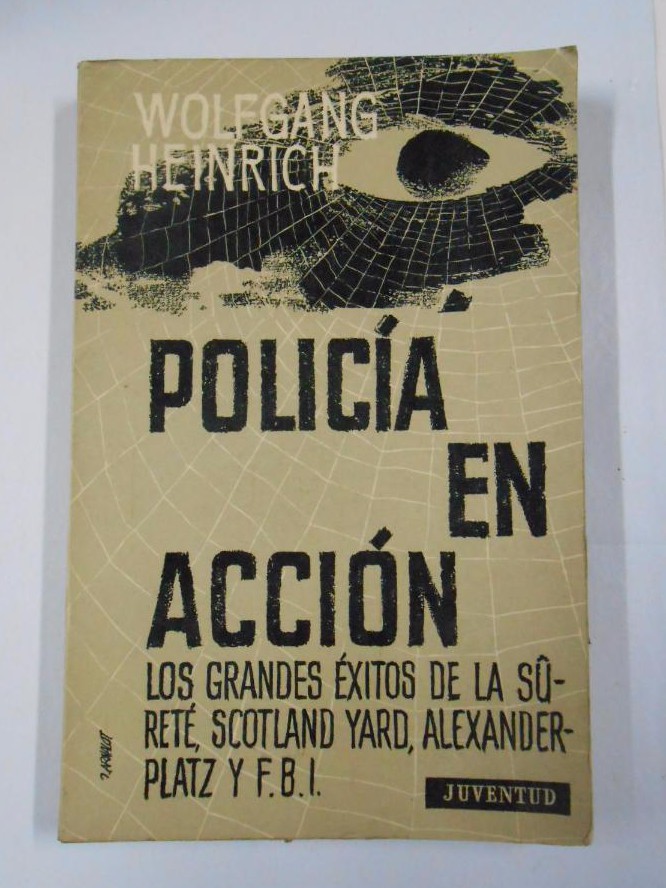 WOLFGANG
HEINRICH
POLICÍA
EN
ACCIÓN
LOS GRANDES ÉXITOS DE LA SÛ-
RETÉ, SCOTLAND YARD, ALEXANDER-
PLATZ Y F.B.I.
JUVENTUD